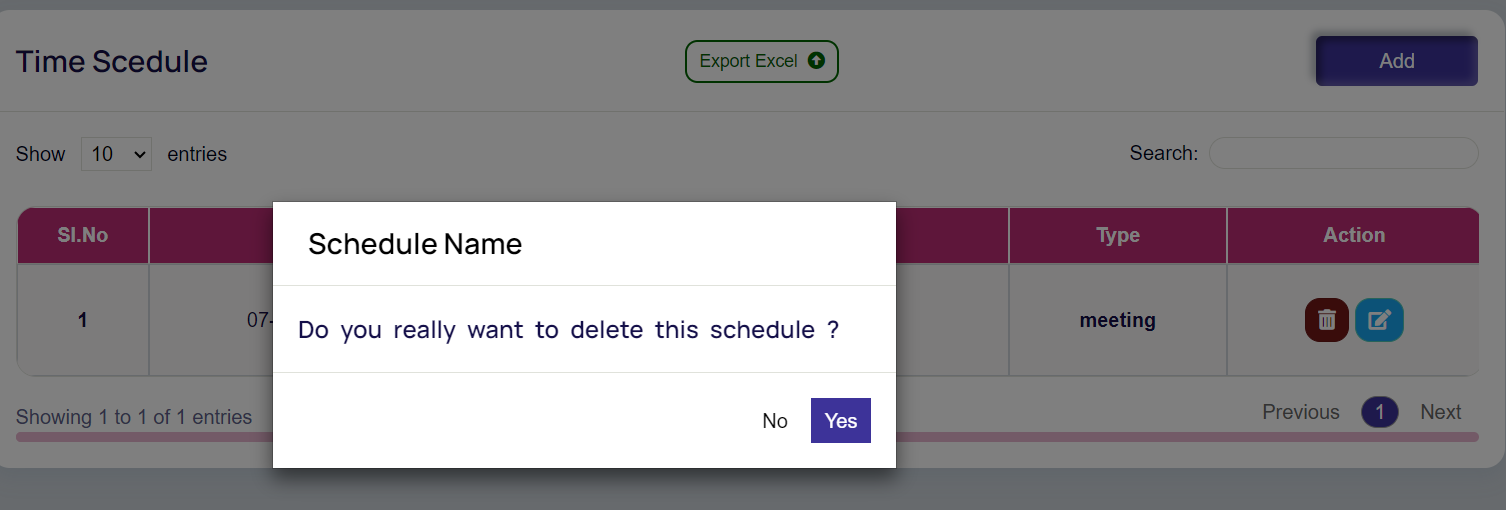 Time Scedule
Export Excel
Add
Show 10 entries
Search:
Sl.No
Type
Action
Schedule Name
1
07-
meeting
Do you really want to delete this schedule ?
Showing 1 to 1 of 1 entries
Previous 1 Next
No Yes